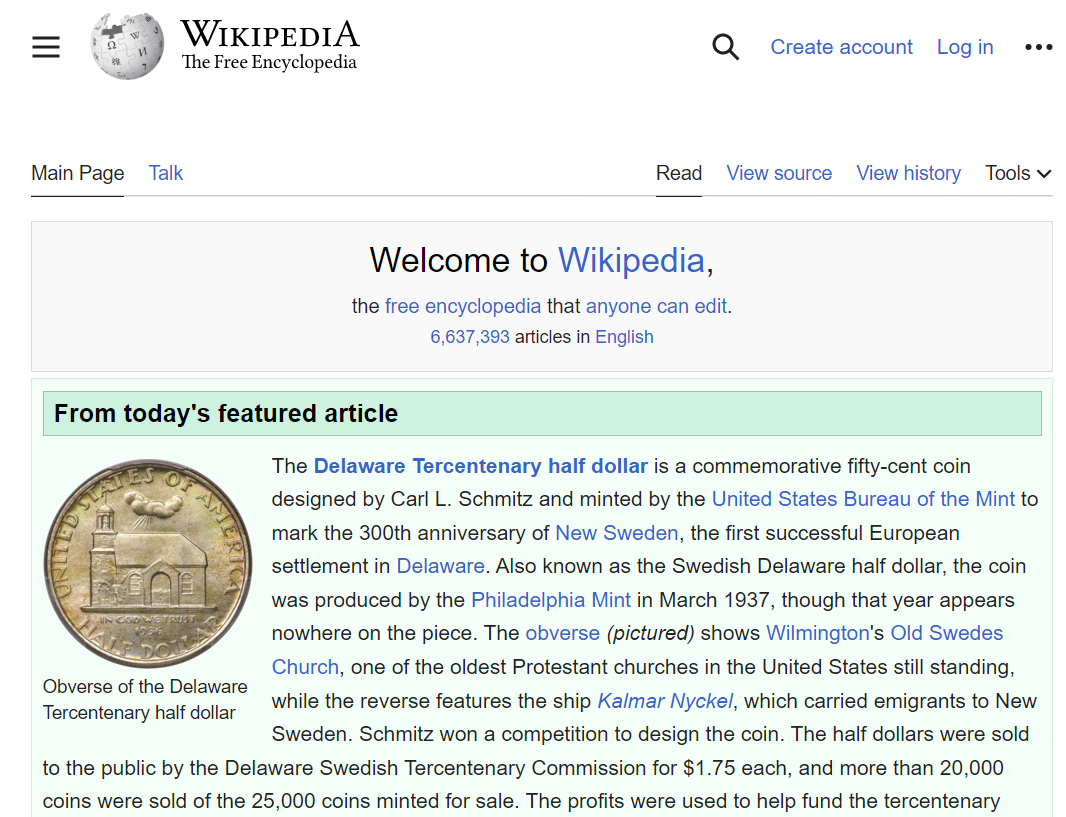 WIKIPEDIA
The Free Encyclopedia
Create account Log in
Main Page Talk Read View source View history Tools
Welcome to Wikipedia,
the free encyclopedia that anyone can edit.
6,637,393 articles in English
From today's featured article
UNITED STATES OF AMERICA
IN GOD WE TRUST
1936
HALF DOLLAR
Obverse of the Delaware
Tercentenary half dollar
The Delaware Tercentenary half dollar is a commemorative fifty-cent coin
designed by Carl L. Schmitz and minted by the United States Bureau of the Mint to
mark the 300th anniversary of New Sweden, the first successful European
settlement in Delaware. Also known as the Swedish Delaware half dollar, the coin
was produced by the Philadelphia Mint in March 1937, though that year appears
nowhere on the piece. The obverse (pictured) shows Wilmington's Old Swedes
Church, one of the oldest Protestant churches in the United States still standing,
while the reverse features the ship Kalmar Nyckel, which carried emigrants to New
Sweden. Schmitz won a competition to design the coin. The half dollars were sold
to the public by the Delaware Swedish Tercentenary Commission for $1.75 each, and more than 20,000
coins were sold of the 25,000 coins minted for sale. The profits were used to help fund the tercentenary